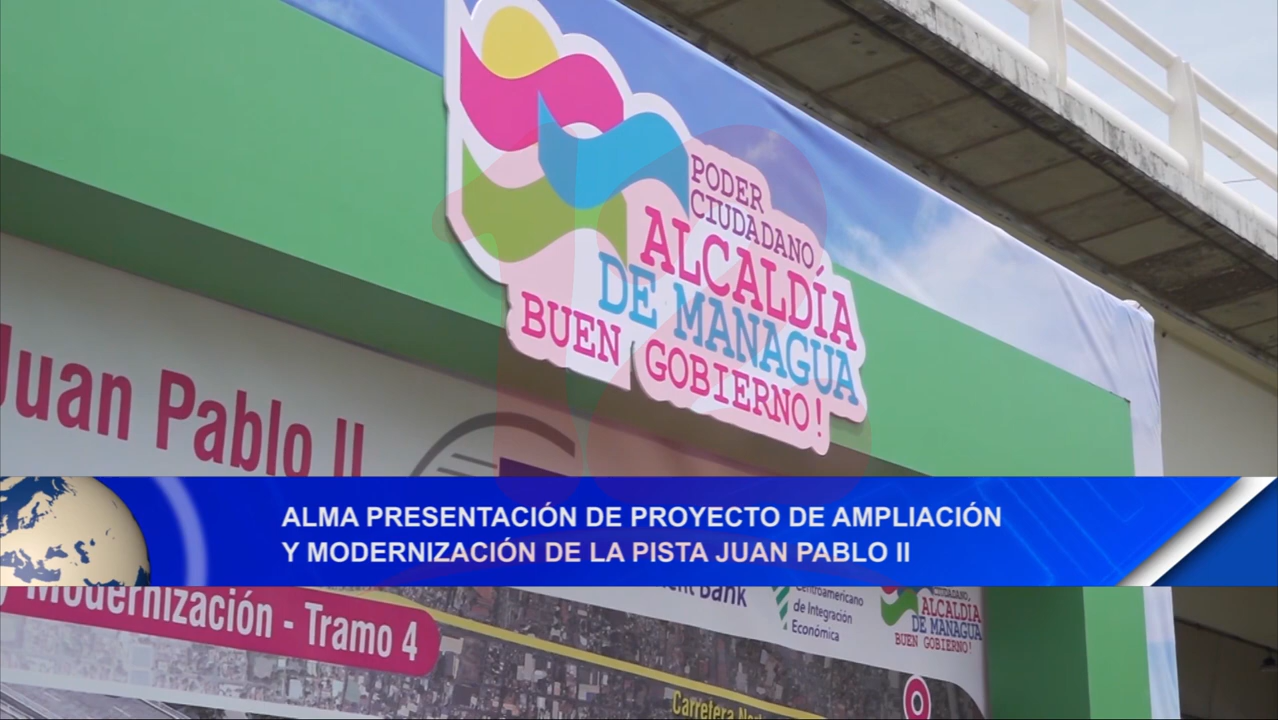 PODER
CIUDADANO,
ALCALDÍA
DE MANAGUA
BUEN GOBIERNO!
Juan Pablo II
ALMA PRESENTACIÓN DE PROYECTO DE AMPLIACIÓN
Y MODERNIZACIÓN DE LA PISTA JUAN PABLO II
Modernización - Tramo 4
Bank
Centroamericano
de Integración
Económica
CIUDADANO,
ALCALDÍA
DE MANAGUA
BUEN GOBIERNO!
Carretera